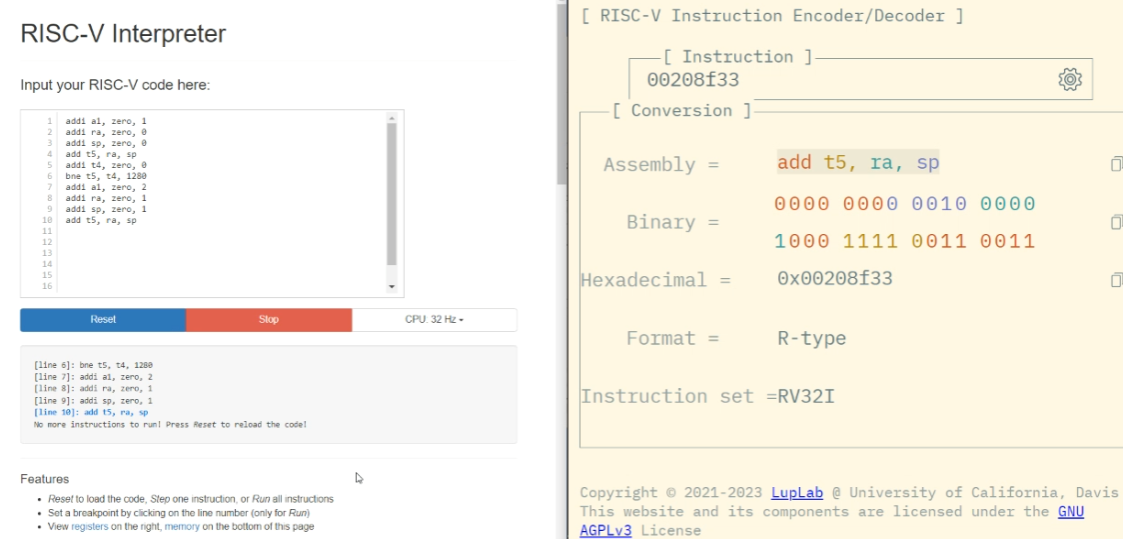 RISC-V Interpreter
Input your RISC-V code here:
1 addi a1, zero, 1
2 addi ra, zero, 0
3 addi sp, zero, 0
4 add t5, ra, sp
5 addi t4, zero, 0
6 bne t5, t4, 1280
7 addi a1, zero, 2
8 addi ra, zero, 1
9 addi sp, zero, 1
10 add t5, ra, sp
11
12
13
14
15
16
Reset Stop CPU: 32 Hz
[line 6]: bne t5, t4, 1280
[line 7]: addi a1, zero, 2
[line 8]: addi ra, zero, 1
[line 9]: addi sp, zero, 1
[line 10]: add t5, ra, sp
No more instructions to run! Press Reset to reload the code!
Features
• Reset to load the code, Step one instruction, or Run all instructions
• Set a breakpoint by clicking on the line number (only for Run)
• View registers on the right, memory on the bottom of this page
[ RISC-V Instruction Encoder/Decoder ]
[ Instruction ]
00208f33
[ Conversion ]
Assembly = add t5, ra, sp
Binary = 0000 0000 0010 0000
1000 1111 0011 0011
Hexadecimal = 0x00208f33
Format = R-type
Instruction set =RV32I
Copyright © 2021-2023 LupLab @ University of California, Davis
This website and its components are licensed under the GNU
AGPLv3 License